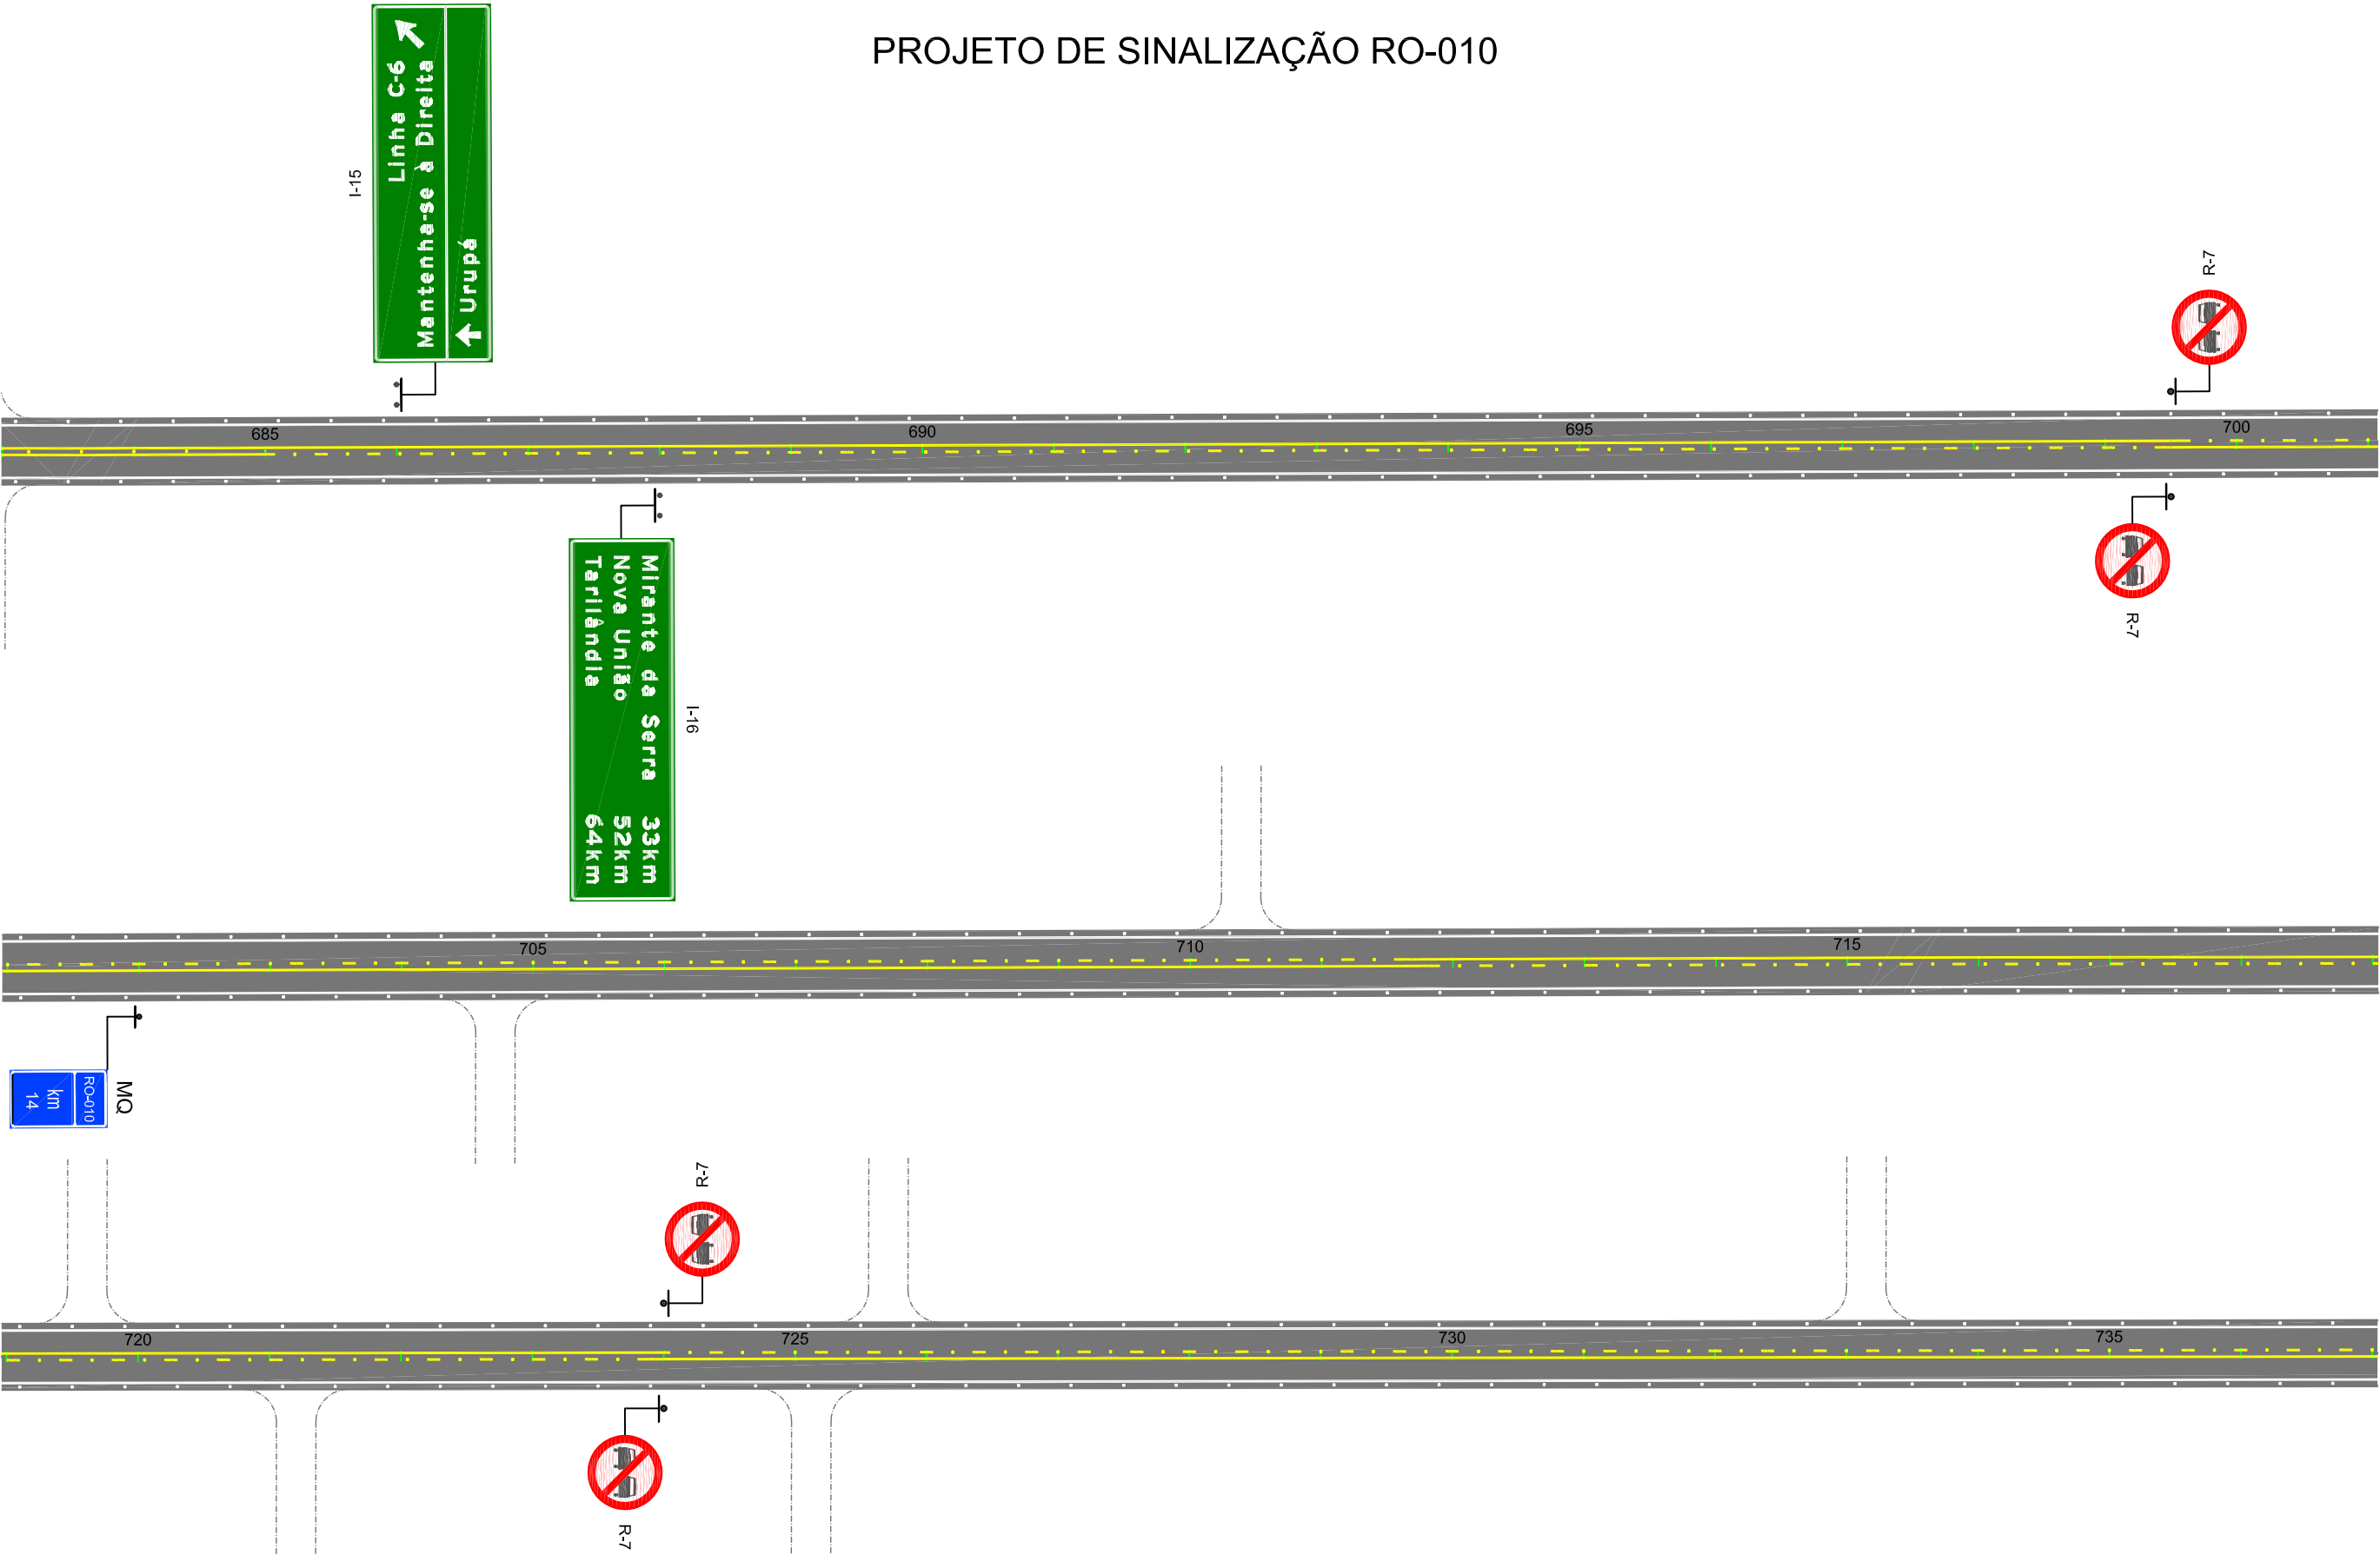 PROJETO DE SINALIZAÇÃO RO-010
I-15
Linha C-6
Mantenha-se à Direita
Urupá
R-7
685
690
695
700
R-7
Mirante da Serra 33km
Nova União 52km
Tarilândia 64km
I-16
705
710
715
MQ
RO-010
km
14
R-7
720
725
730
735
R-7